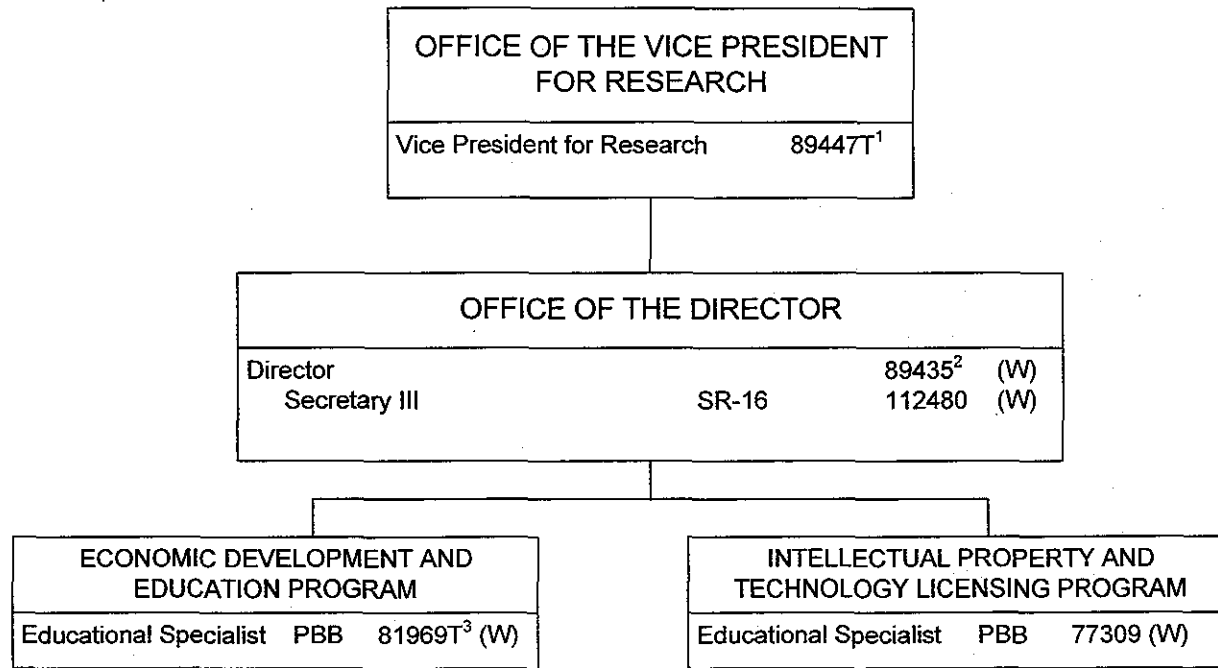 OFFICE OF THE VICE PRESIDENT
FOR RESEARCH
Vice President for Research 89447T¹
OFFICE OF THE DIRECTOR
Director 89435² (W)
Secretary III SR-16 112480 (W)
ECONOMIC DEVELOPMENT AND
EDUCATION PROGRAM
Educational Specialist PBB 81969T³ (W)
INTELLECTUAL PROPERTY AND
TECHNOLOGY LICENSING PROGRAM
Educational Specialist PBB 77309 (W)